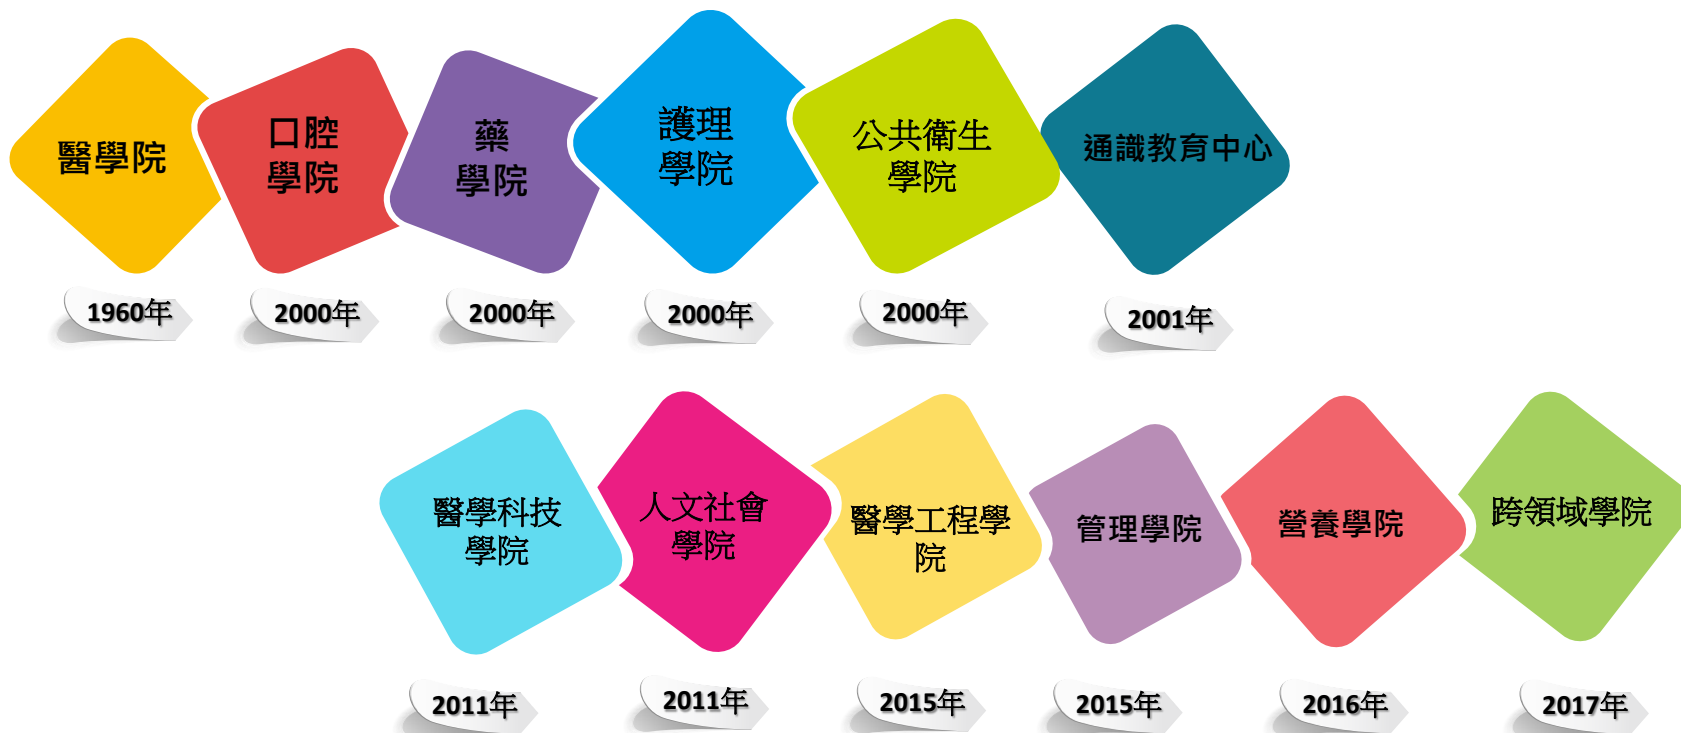 醫學院
口腔
學院
藥
學院
護理
學院
公共衛生
學院
通識教育中心
1960年
2000年
2000年
2000年
2000年
2001年
醫學科技
學院
人文社會
學院
醫學工程學
院
管理學院
營養學院
跨領域學院
2011年
2011年
2015年
2015年
2016年
2017年